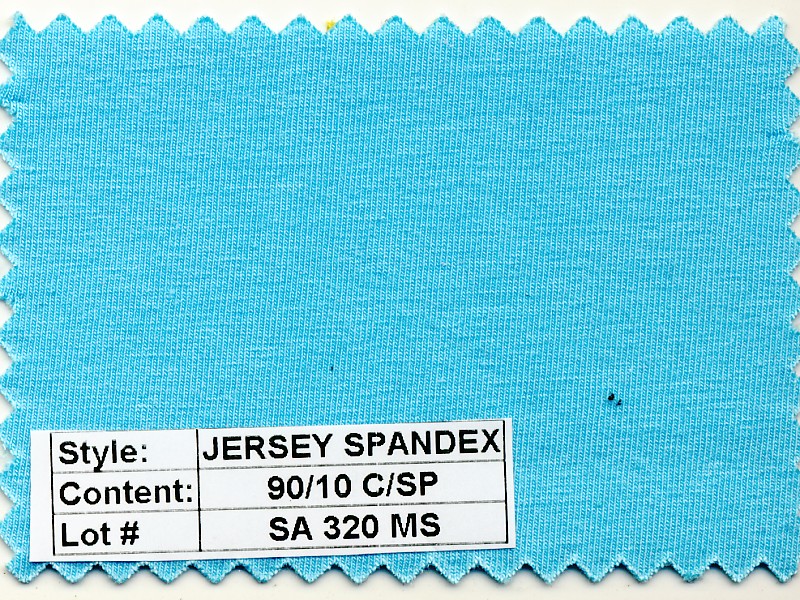 Style: JERSEY SPANDEX
Content: 90/10 C/SP
Lot # SA 320 MS